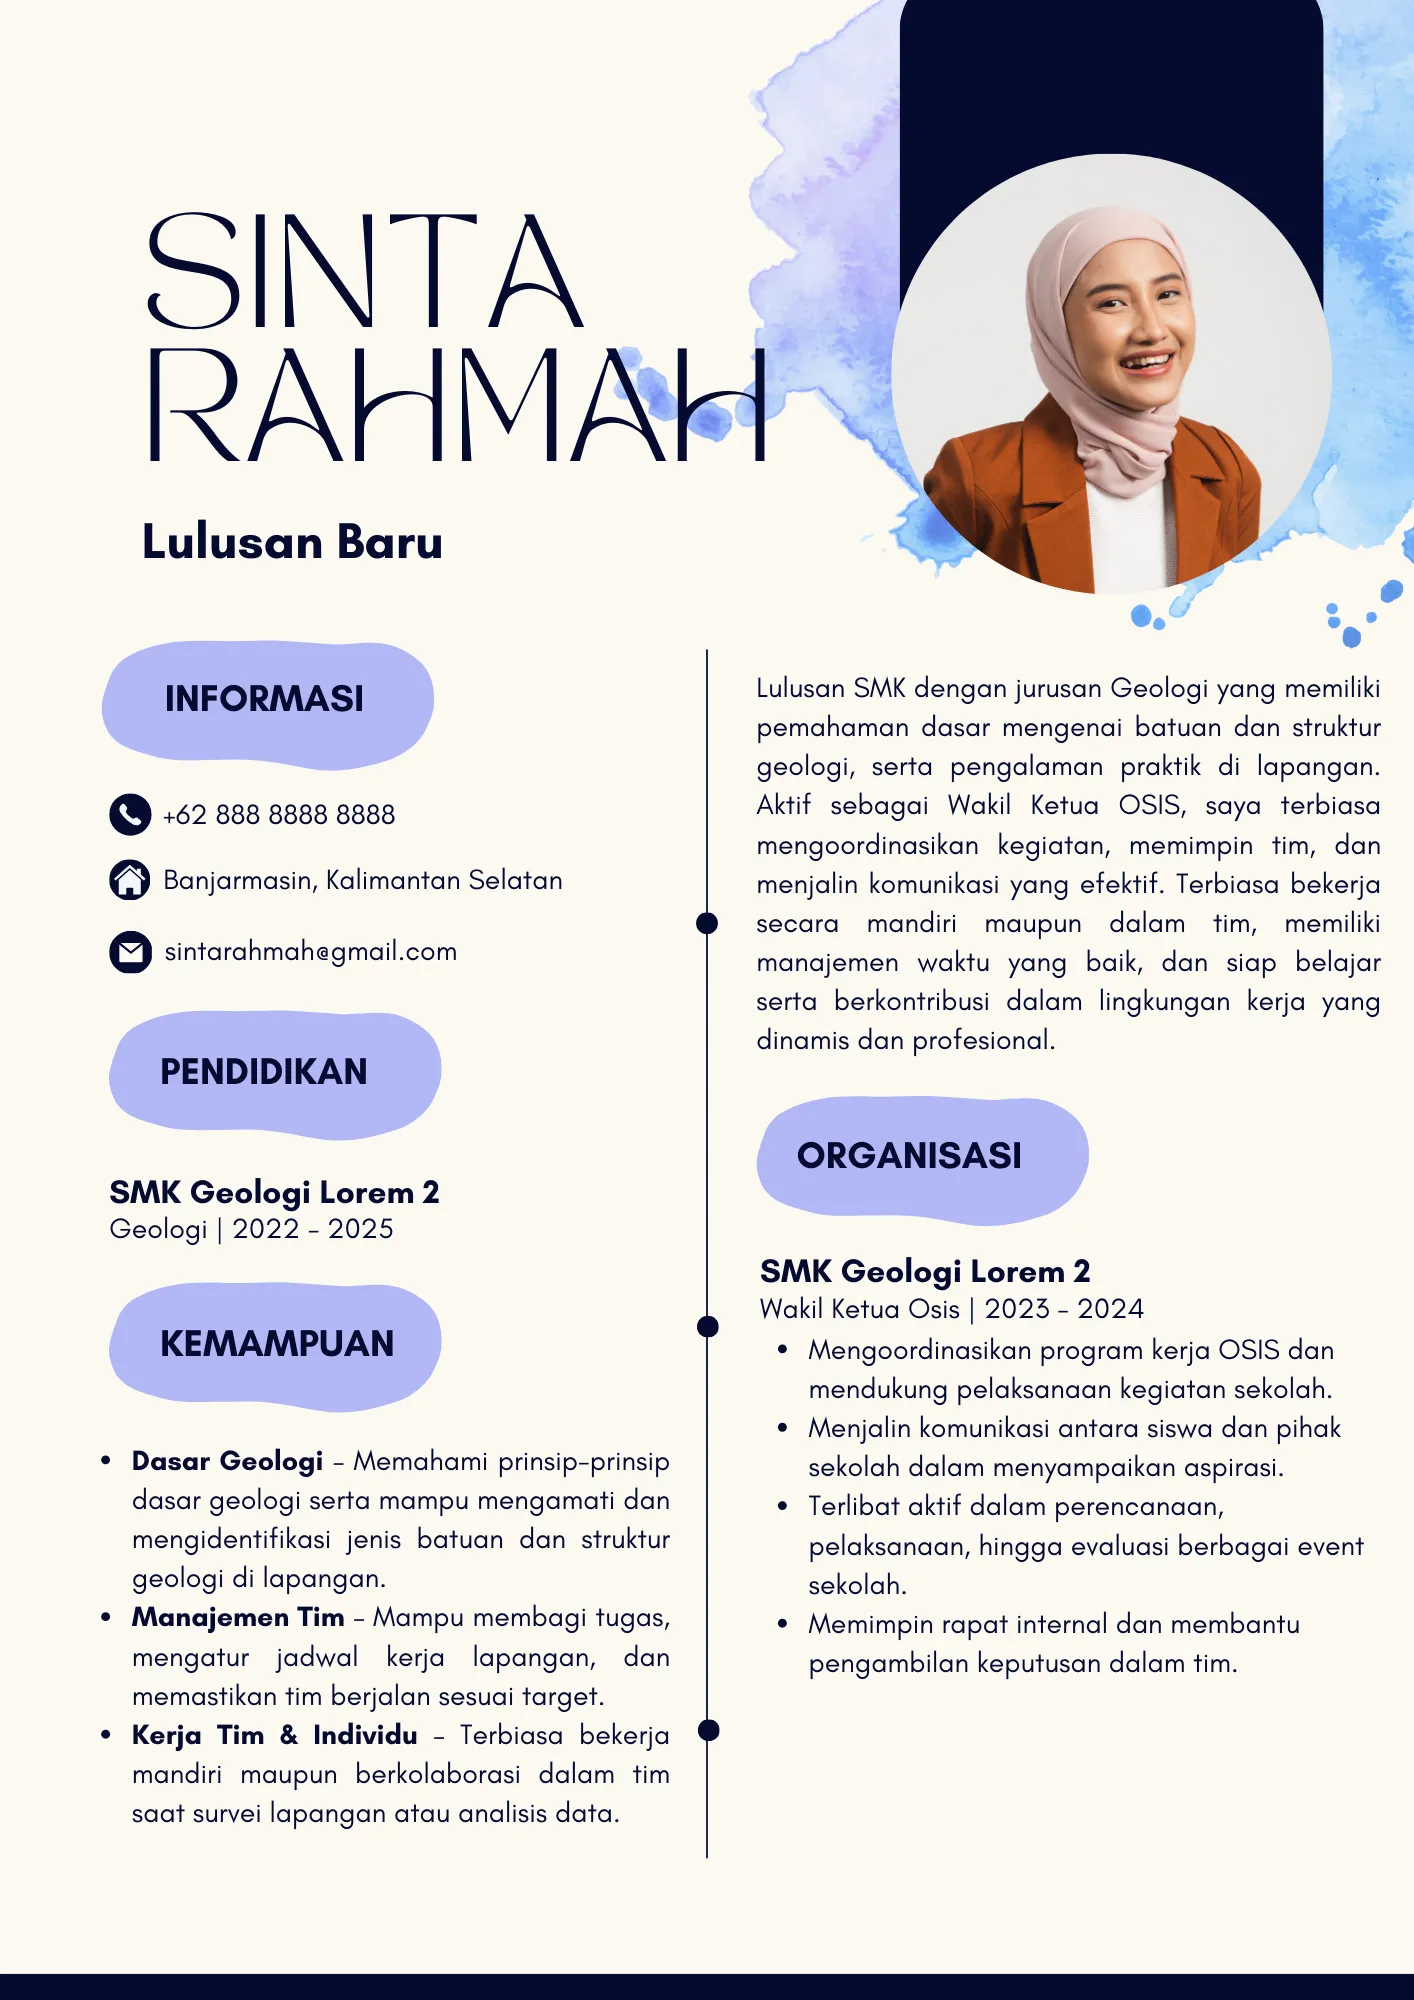 SINTA
RAHMAH
Lulusan Baru
INFORMASI
+62 888 8888 8888
Banjarmasin, Kalimantan Selatan
sintarahmah@gmail.com
PENDIDIKAN
SMK Geologi Lorem 2
Geologi | 2022 - 2025
KEMAMPUAN
• Dasar Geologi - Memahami prinsip-prinsip
dasar geologi serta mampu mengamati dan
mengidentifikasi jenis batuan dan struktur
geologi di lapangan.
• Manajemen Tim - Mampu membagi tugas,
mengatur jadwal kerja lapangan, dan
memastikan tim berjalan sesuai target.
• Kerja Tim & Individu - Terbiasa bekerja
mandiri maupun berkolaborasi dalam tim
saat survei lapangan atau analisis data.
Lulusan SMK dengan jurusan Geologi yang memiliki
pemahaman dasar mengenai batuan dan struktur
geologi, serta pengalaman praktik di lapangan.
Aktif sebagai Wakil Ketua OSIS, saya terbiasa
mengoordinasikan kegiatan, memimpin tim, dan
menjalin komunikasi yang efektif. Terbiasa bekerja
secara mandiri maupun dalam tim, memiliki
manajemen waktu yang baik, dan siap belajar
serta berkontribusi dalam lingkungan kerja yang
dinamis dan profesional.
ORGANISASI
SMK Geologi Lorem 2
Wakil Ketua Osis | 2023 - 2024
• Mengoordinasikan program kerja OSIS dan
mendukung pelaksanaan kegiatan sekolah.
• Menjalin komunikasi antara siswa dan pihak
sekolah dalam menyampaikan aspirasi.
• Terlibat aktif dalam perencanaan,
pelaksanaan, hingga evaluasi berbagai event
sekolah.
• Memimpin rapat internal dan membantu
pengambilan keputusan dalam tim.